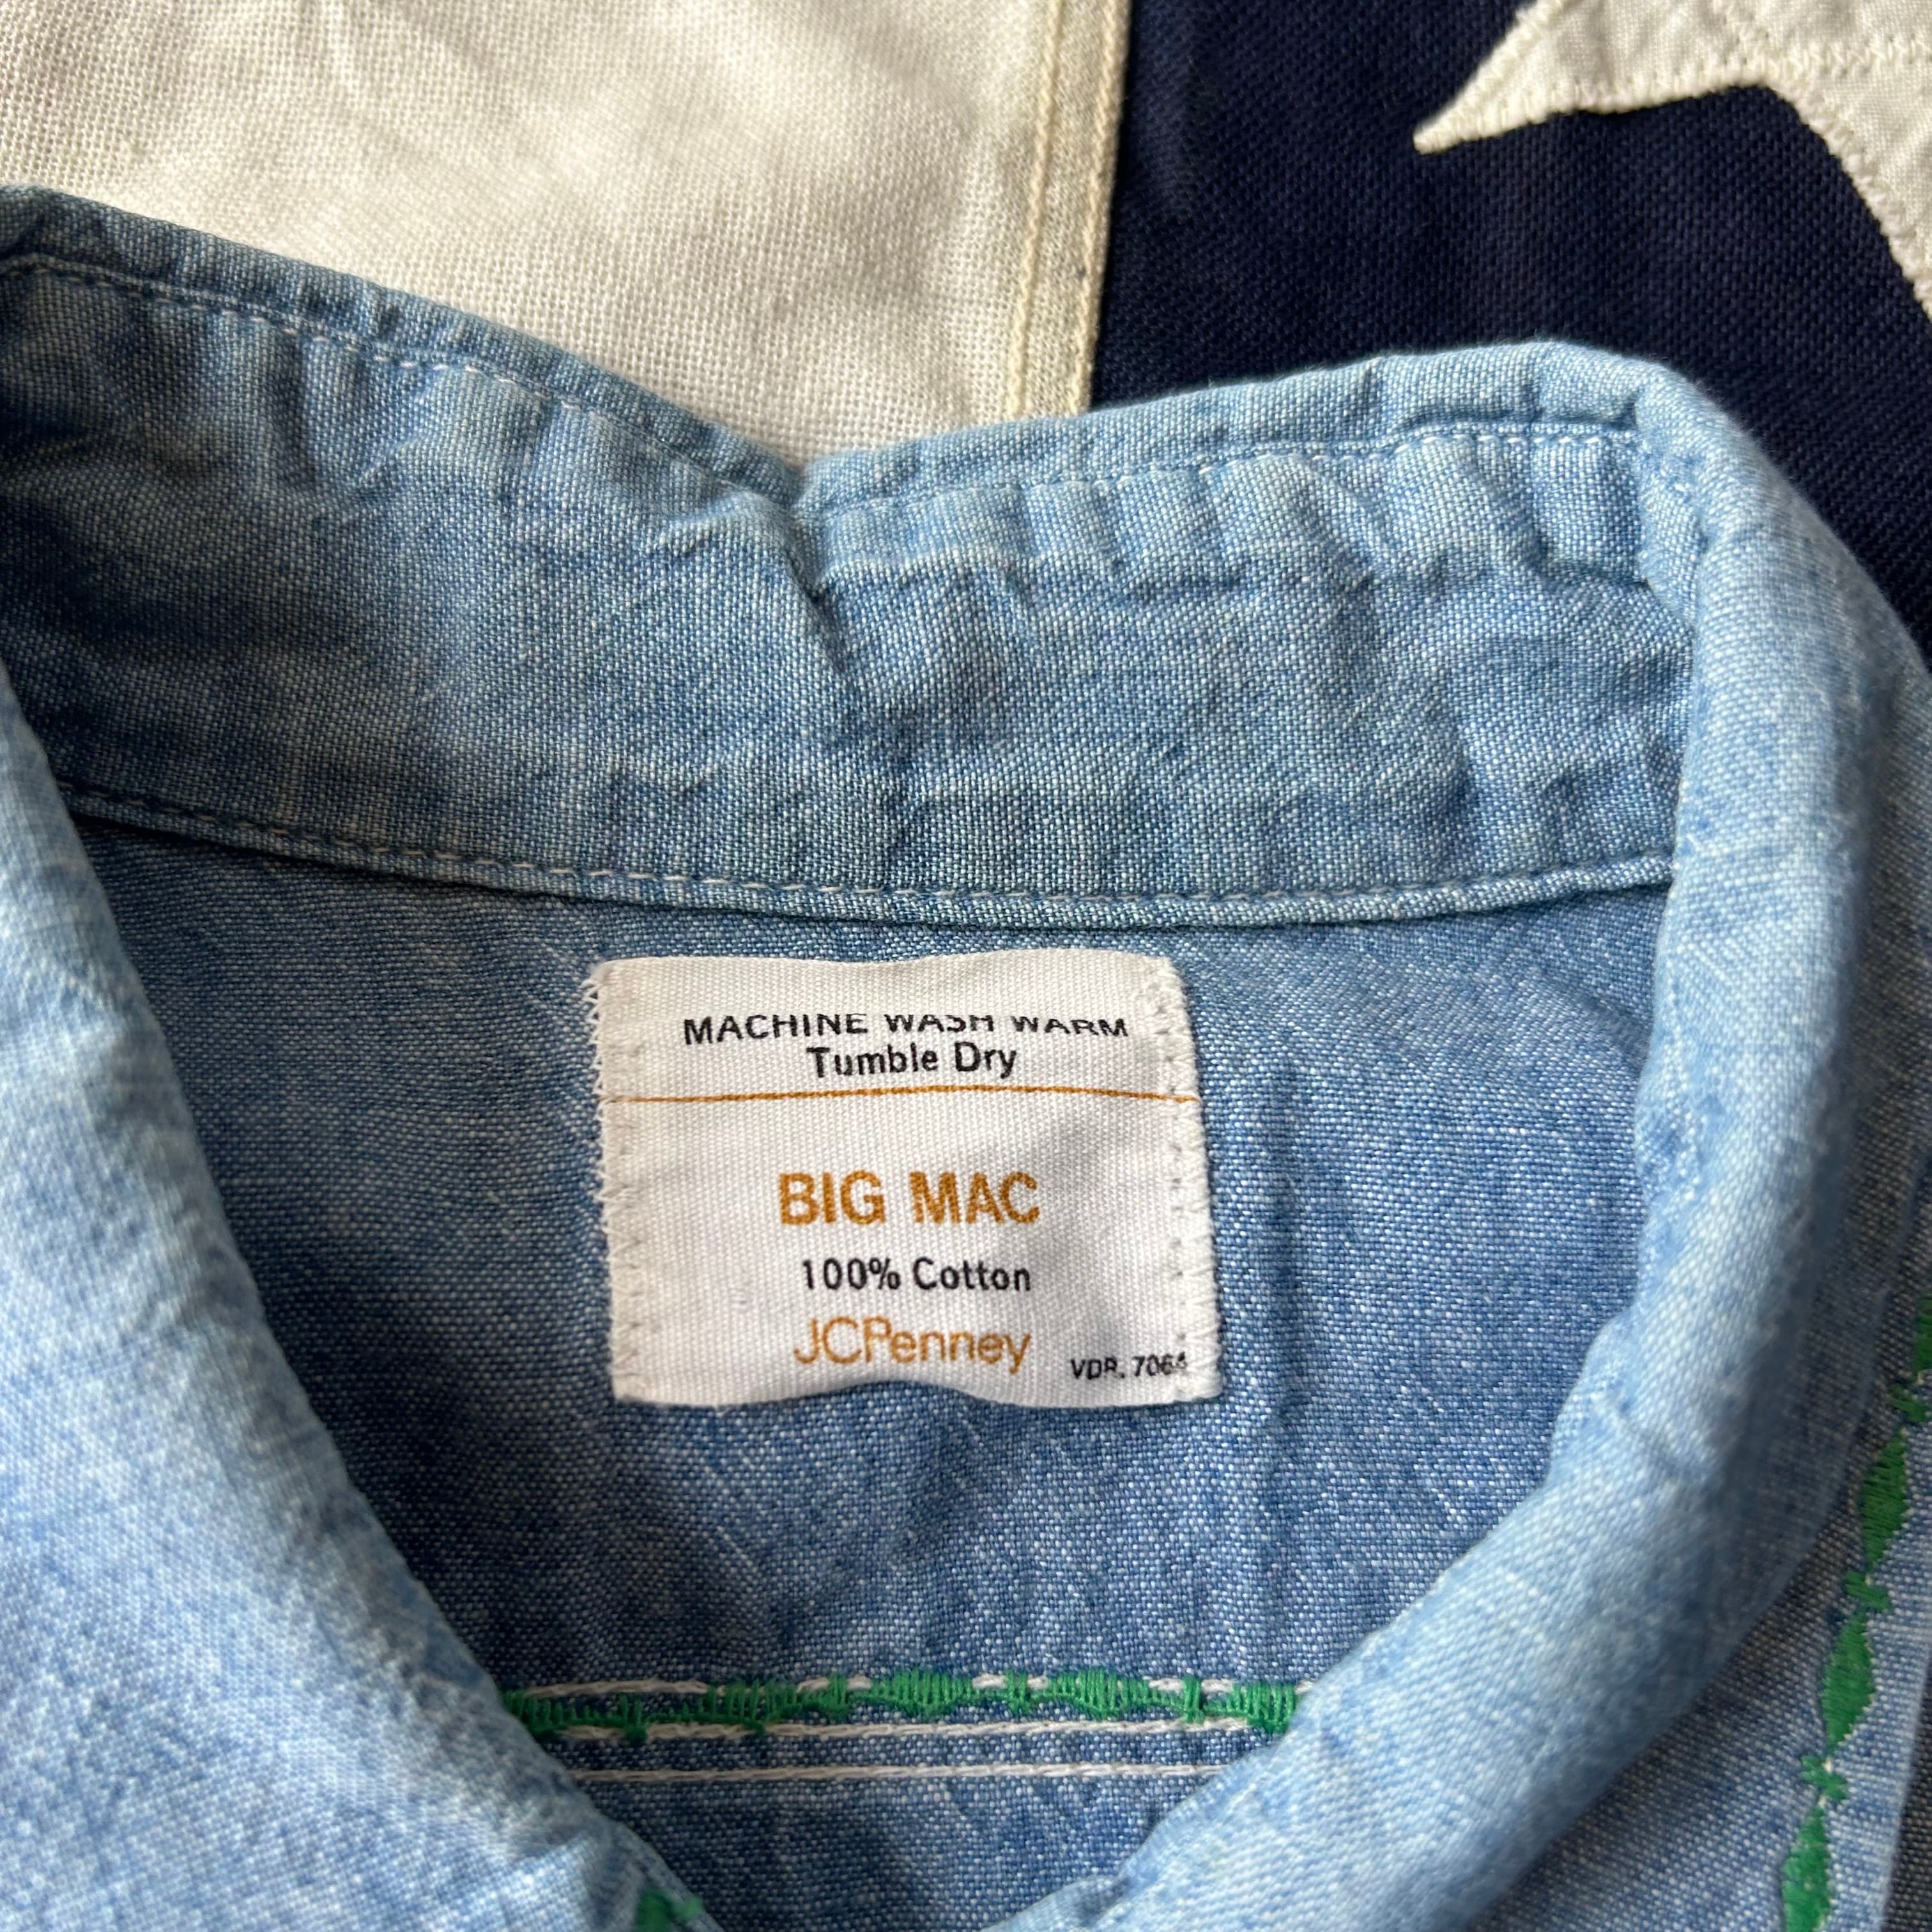 MACHINE WASH WARM
Tumble Dry
BIG MAC
100% Cotton
JCPenney
VDR. 7064